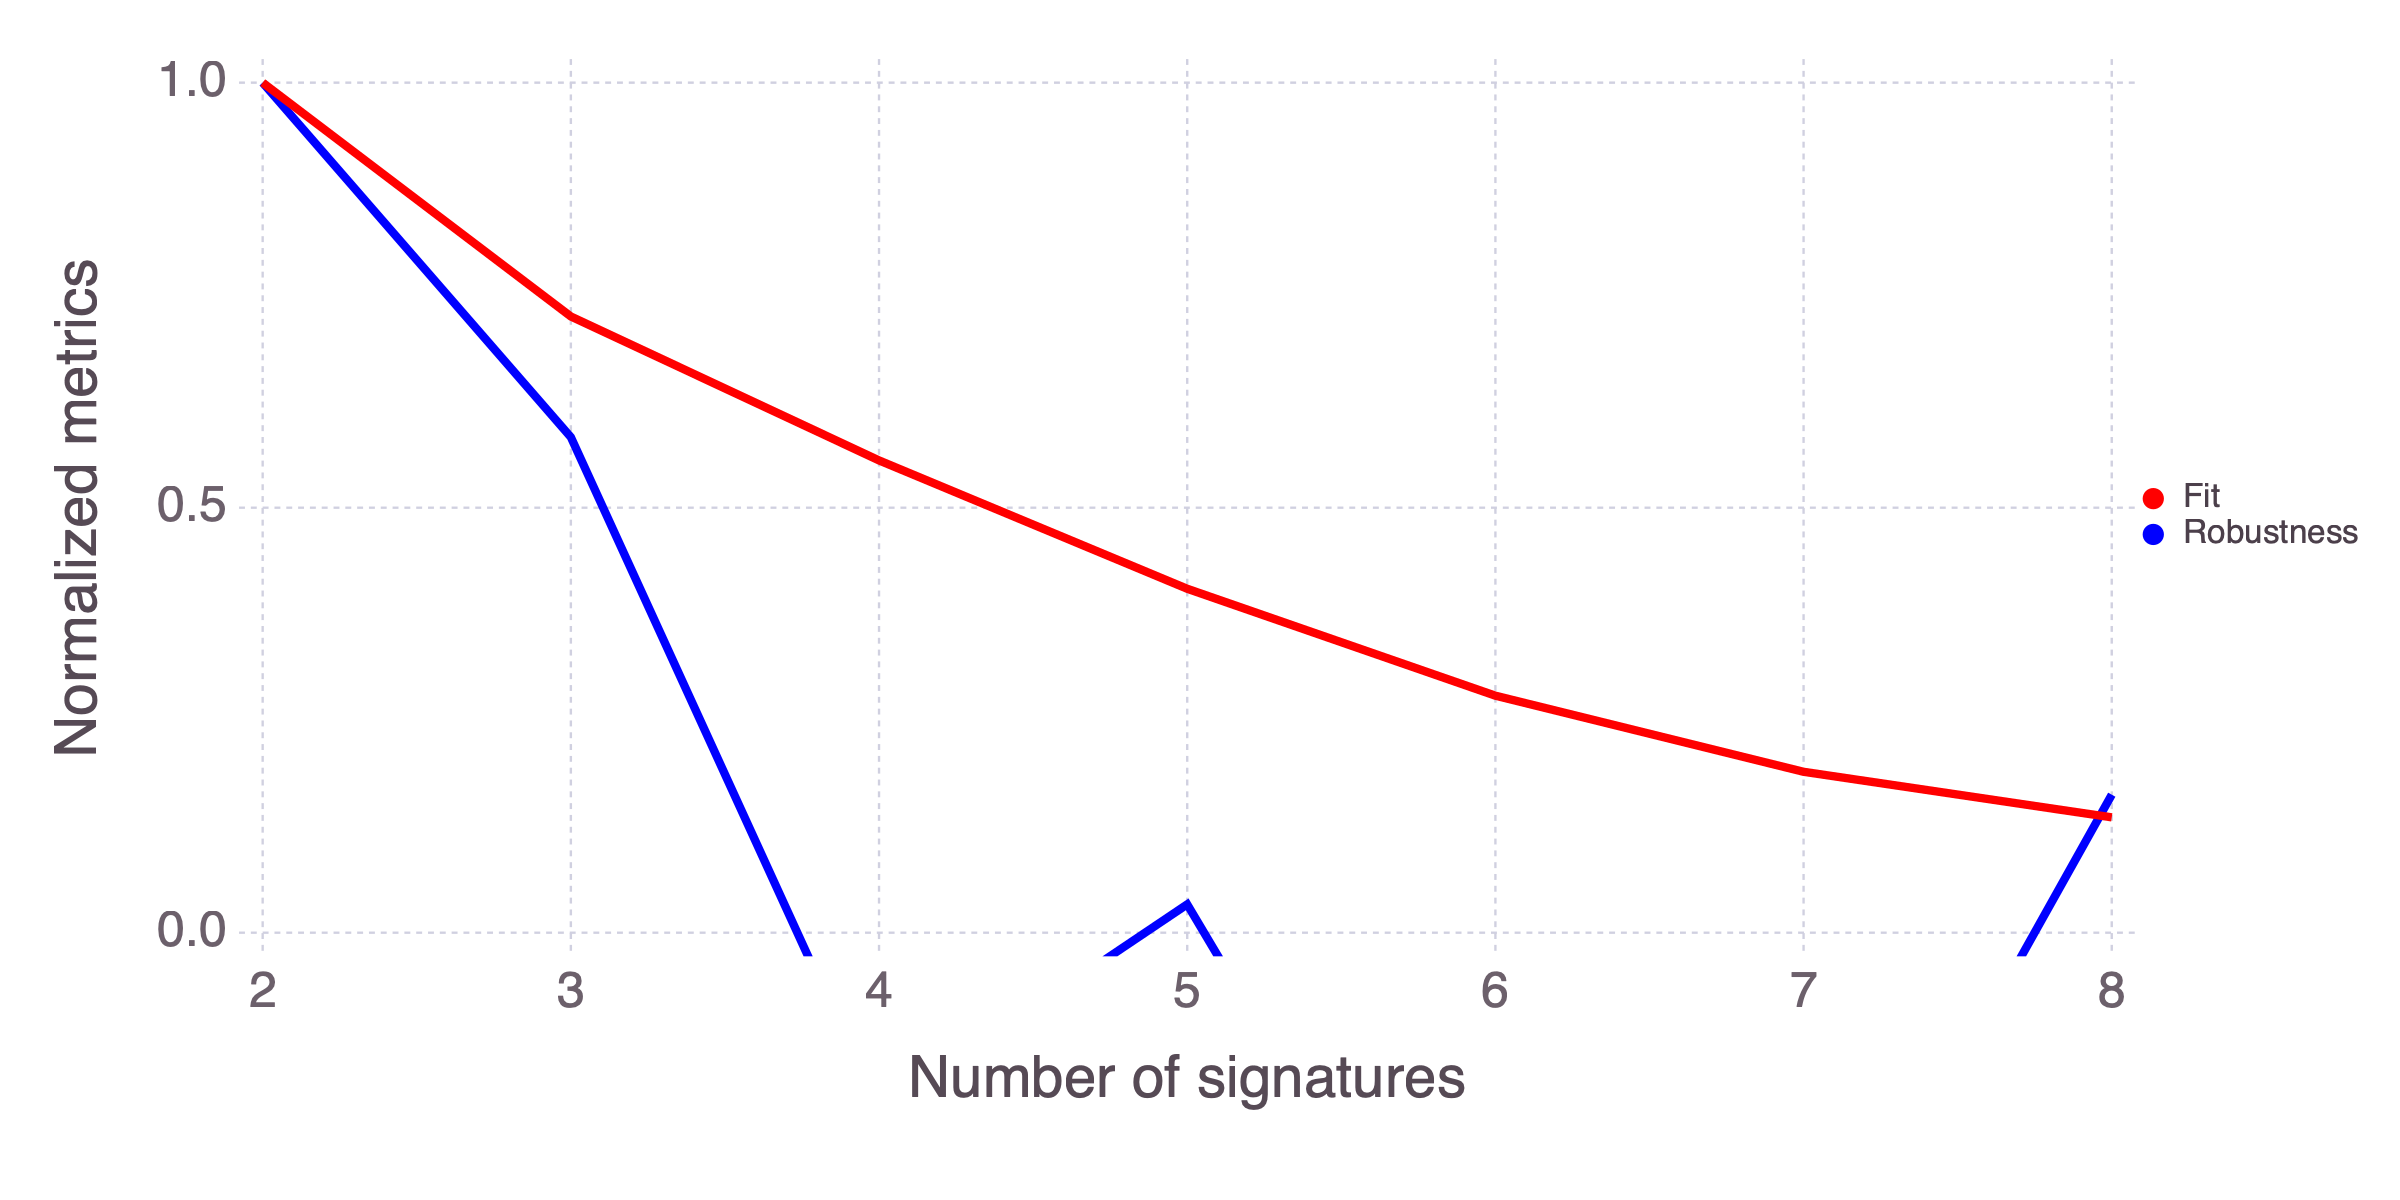 Normalized metrics
1.0
0.5
0.0
2 3 4 5 6 7 8
Number of signatures
Fit
Robustness